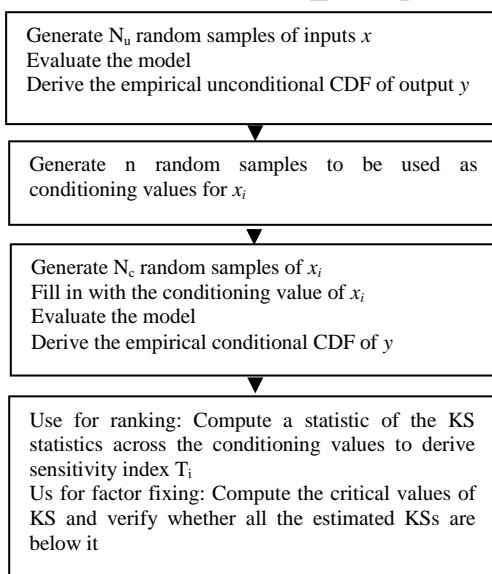 Generate Nu random samples of inputs x
Evaluate the model
Derive the empirical unconditional CDF of output y
Generate n random samples to be used as
conditioning values for xi
Generate Nc random samples of xi
Fill in with the conditioning value of xi
Evaluate the model
Derive the empirical conditional CDF of y
Use for ranking: Compute a statistic of the KS
statistics across the conditioning values to derive
sensitivity index Ti
Us for factor fixing: Compute the critical values of
KS and verify whether all the estimated KSs are
below it